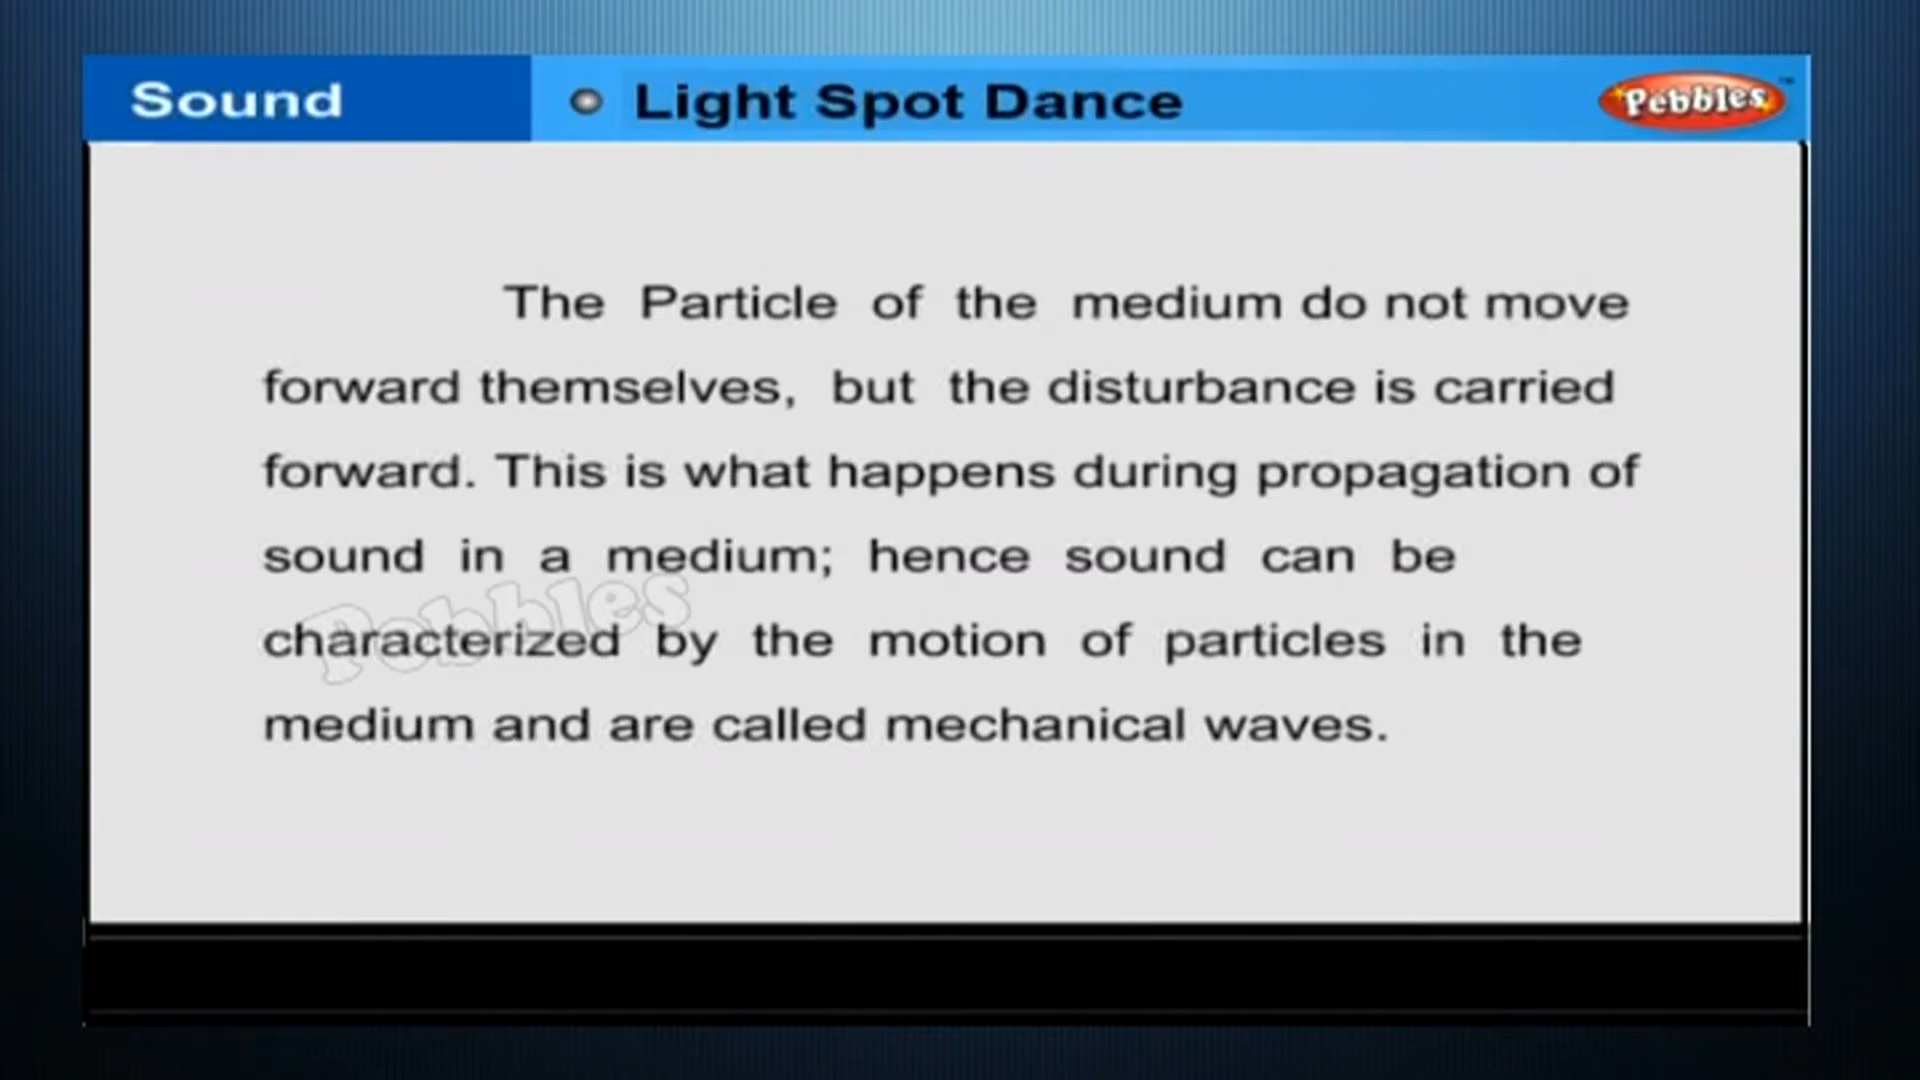 Sound
Light Spot Dance
Pebbles™
The Particle of the medium do not move
forward themselves, but the disturbance is carried
forward. This is what happens during propagation of
sound in a medium; hence sound can be
Pebbles
characterized by the motion of particles in the
medium and are called mechanical waves.